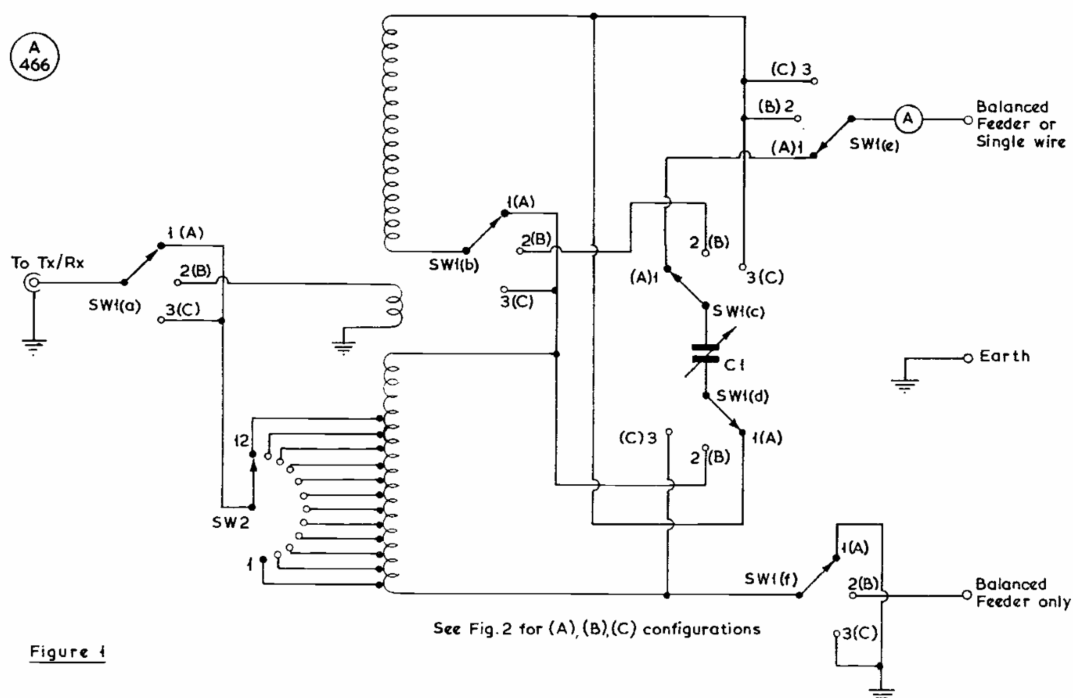 A
466
(C) 3
(B) 2
(A) 1
A
SW1(e)
Balanced
Feeder or
Single wire
1(A)
To Tx/Rx
2(B)
SW1(a)
3(C)
1(A)
2(B)
SW1(b)
3(C)
2(B)
(A)1
3(C)
SW1(c)
C1
SW1(d)
Earth
(C)3
2(B)
1(A)
12
SW2
1
1(A)
SW1(f)
2(B)
Balanced
Feeder only
3(C)
See Fig.2 for (A),(B),(C) configurations
Figure 1